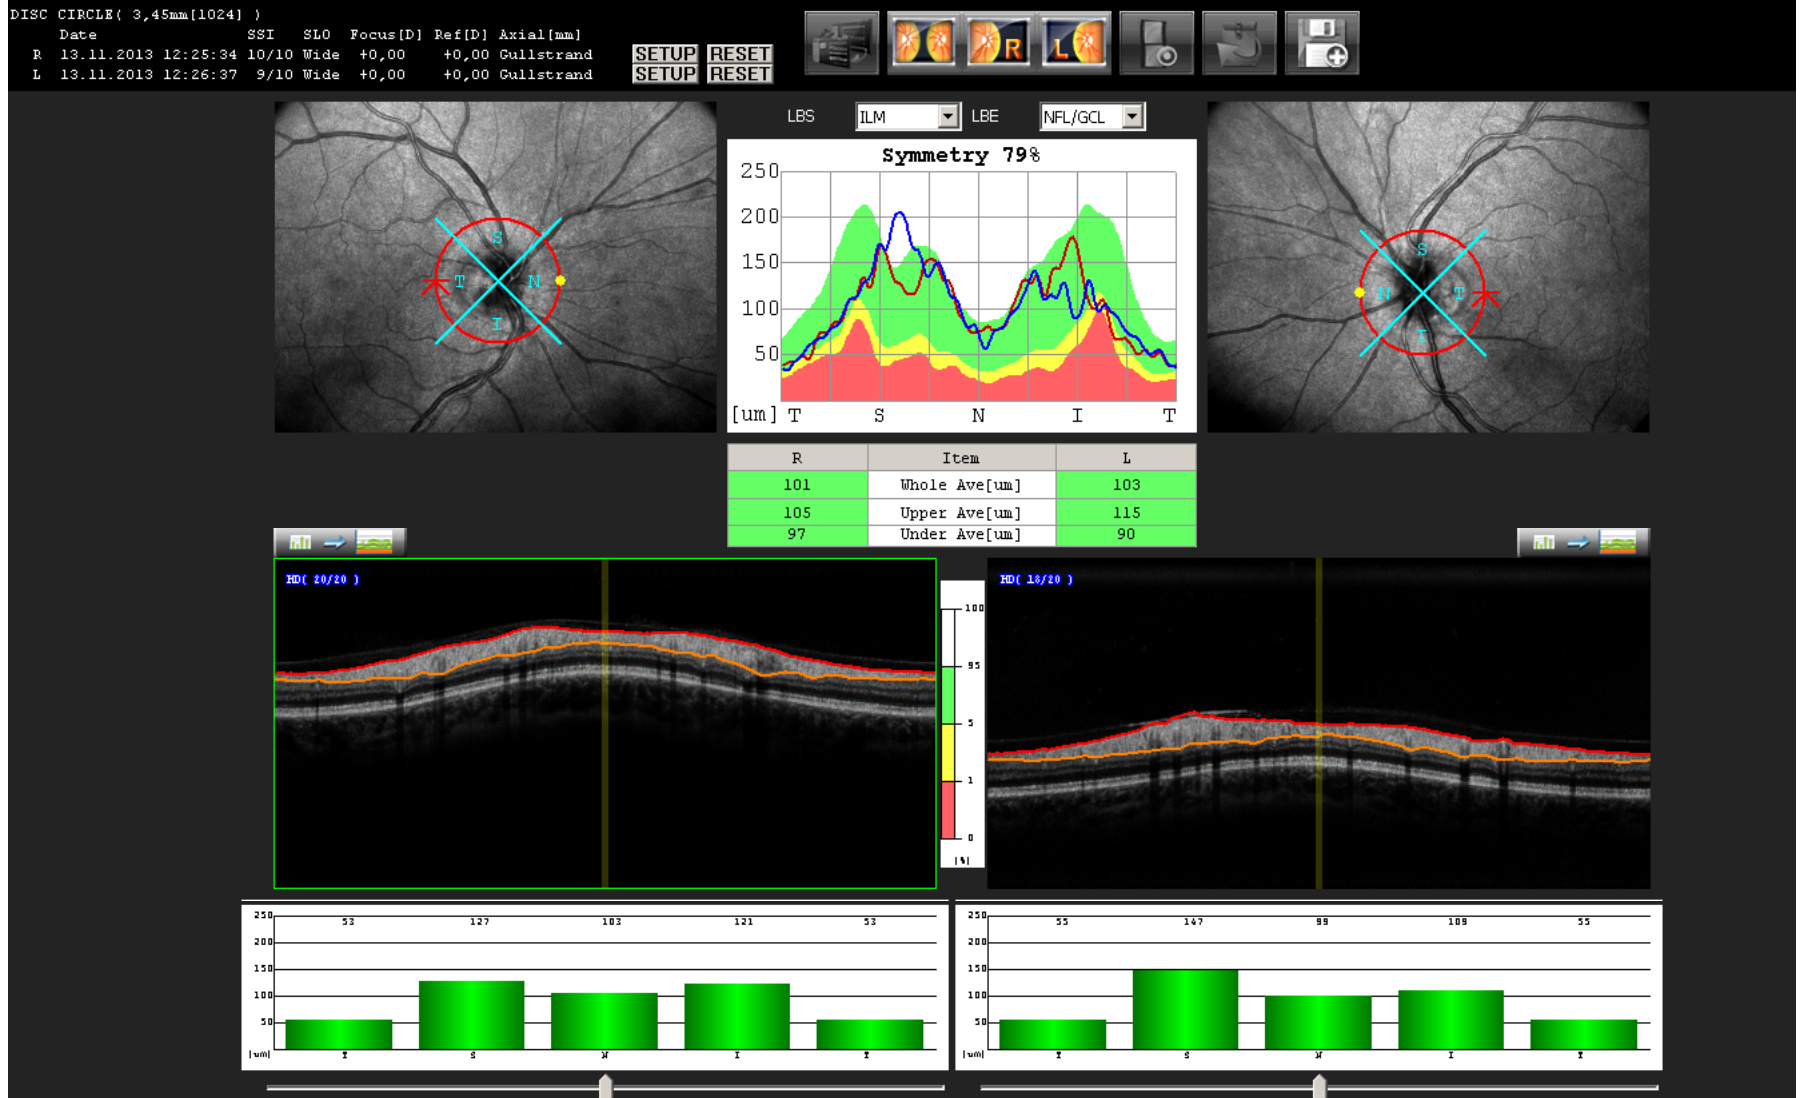 DISC CIRCLE( 3,45mm[1024] )
Date SSI SLO Focus[D] Ref[D] Axial[mm]
R 13.11.2013 12:25:34 10/10 Wide +0,00 +0,00 Gullstrand SETUP RESET
L 13.11.2013 12:26:37 9/10 Wide +0,00 +0,00 Gullstrand SETUP RESET
R L
LBS ILM LBE NFL/GCL
Symmetry 79%
250
200
150
100
50
[um] T S N I T
S
T N
I
S
N T
I
R Item L
101 Whole Ave[um] 103
105 Upper Ave[um] 115
97 Under Ave[um] 90
HD( 20/20 )
HD( 18/20 )
100
95
5
1
0
[%]
250 53 127 103 121 53
200
150
100
50
[um] T S N I T
250 55 147 99 109 55
200
150
100
50
[um] T S N I T